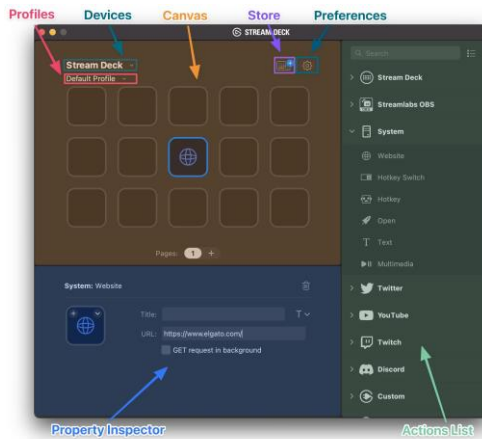 Profiles Devices Canvas Store Preferences
STREAM DECK
Stream Deck
Default Profile
Search
Stream Deck
Streamlabs OBS
System
Website
Hotkey Switch
Hotkey
Open
Text
Multimedia
Pages: 1 +
System: Website
Title:
T
URL: https://www.elgato.com/
GET request in background
Twitter
YouTube
Twitch
Discord
Custom
Property Inspector
Actions List